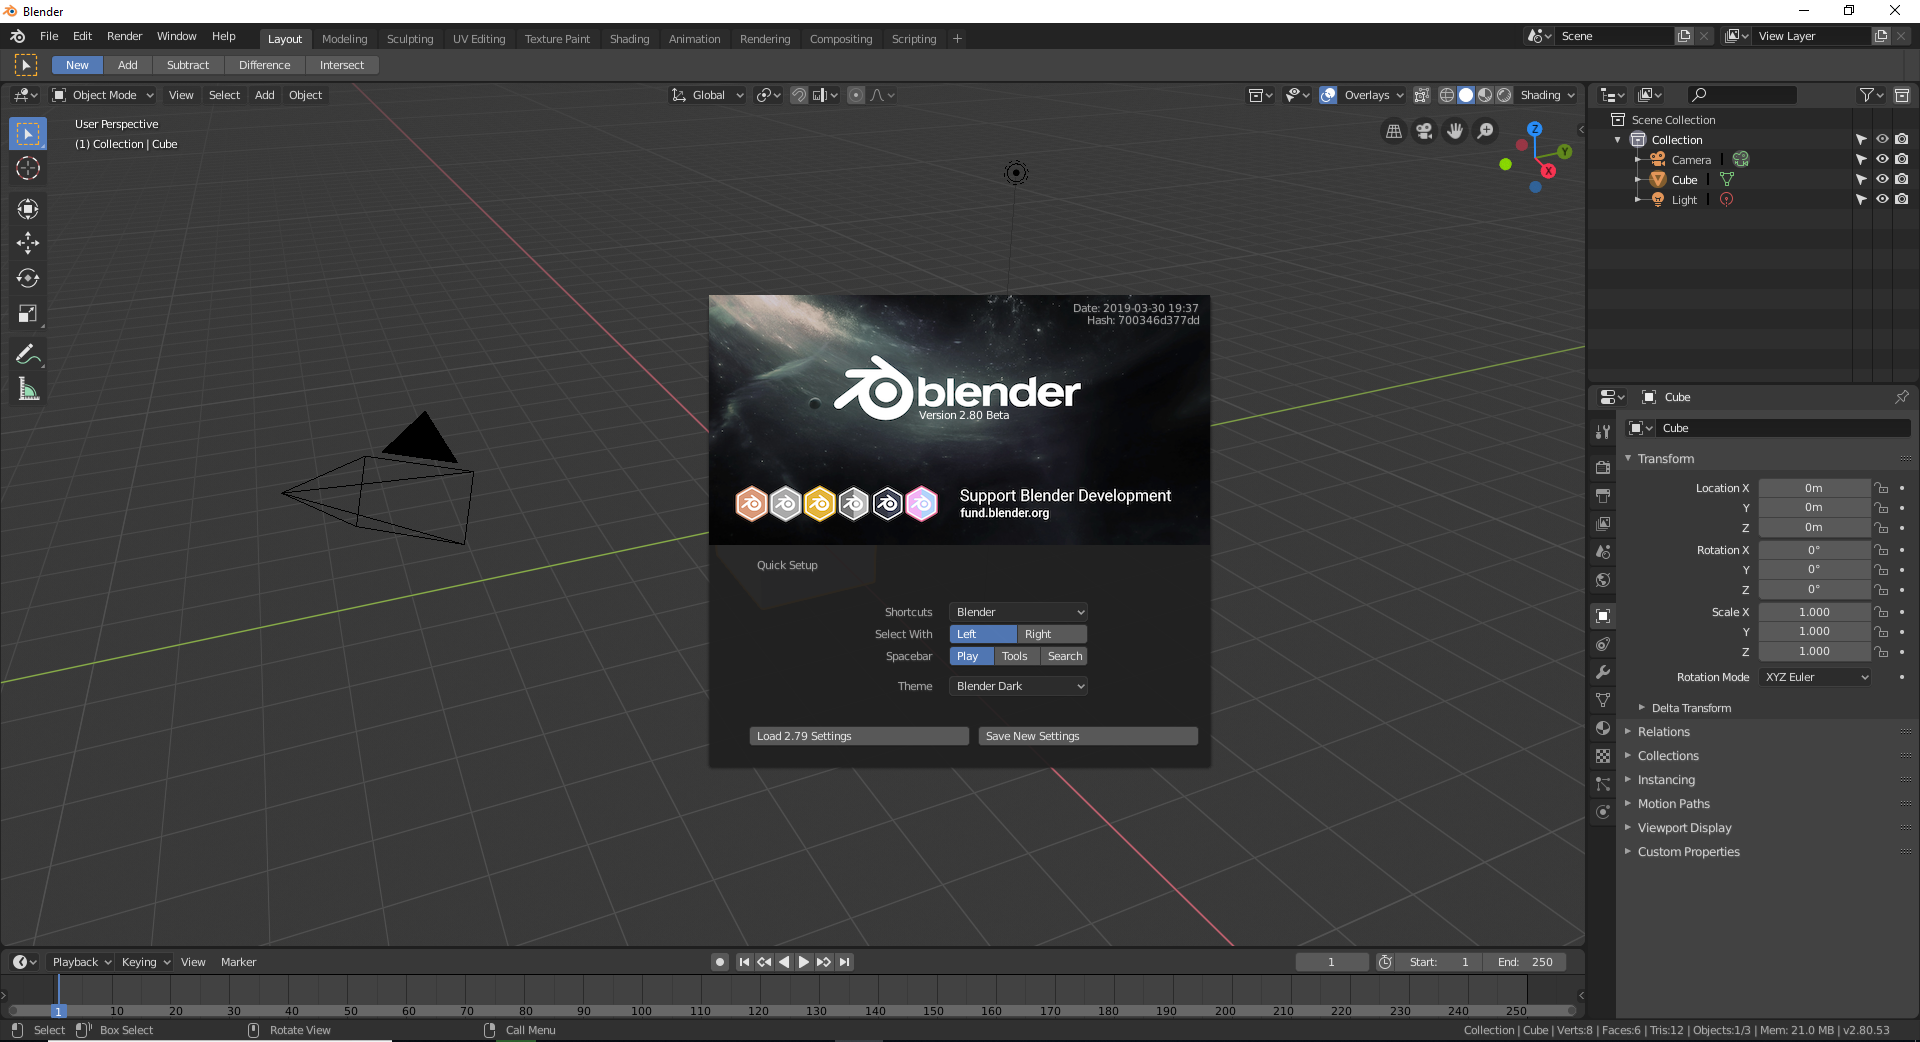 Blender
File Edit Render Window Help Layout Modeling Sculpting UV Editing Texture Paint Shading Animation Rendering Compositing Scripting + Scene View Layer
New Add Subtract Difference Intersect
Object Mode View Select Add Object Global Overlays Shading
User Perspective
(1) Collection | Cube
Z
Y
X
Scene Collection
Collection
Camera
Cube
Light
Date: 2019-03-30 19:37
Hash: 700346d377dd
blender
Version 2.80 Beta
Support Blender Development
fund.blender.org
Quick Setup
Shortcuts Blender
Select With Left Right
Spacebar Play Tools Search
Theme Blender Dark
Load 2.79 Settings Save New Settings
Cube
Cube
Transform
Location X 0m
Y 0m
Z 0m
Rotation X 0°
Y 0°
Z 0°
Scale X 1.000
Y 1.000
Z 1.000
Rotation Mode XYZ Euler
Delta Transform
Relations
Collections
Instancing
Motion Paths
Viewport Display
Custom Properties
Playback Keying View Marker 1 Start: 1 End: 250
1 10 20 30 40 50 60 70 80 90 100 110 120 130 140 150 160 170 180 190 200 210 220 230 240 250
Select Box Select Rotate View Call Menu Collection | Cube | Verts:8 | Faces:6 | Tris:12 | Objects:1/3 | Mem: 21.0 MB | v2.80.53